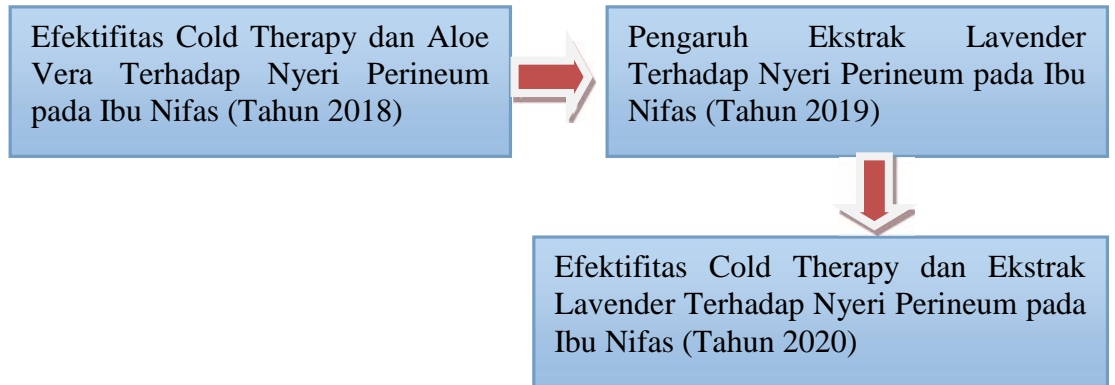 Efektifitas Cold Therapy dan Aloe
Vera Terhadap Nyeri Perineum
pada Ibu Nifas (Tahun 2018)
Pengaruh Ekstrak Lavender
Terhadap Nyeri Perineum pada Ibu
Nifas (Tahun 2019)
Efektifitas Cold Therapy dan Ekstrak
Lavender Terhadap Nyeri Perineum pada
Ibu Nifas (Tahun 2020)